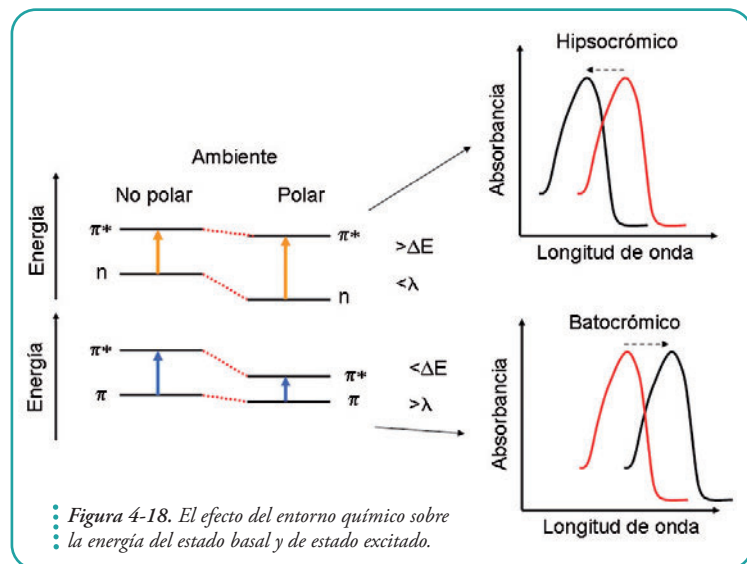 Hipsocrómico
Absorbancia
Longitud de onda
Ambiente
No polar Polar
Energía
π* π*
n n
>ΔE
<λ
Energía
π* π*
π π
<ΔE
>λ
Batocrómico
Absorbancia
Longitud de onda
Figura 4-18. El efecto del entorno químico sobre
la energía del estado basal y de estado excitado.